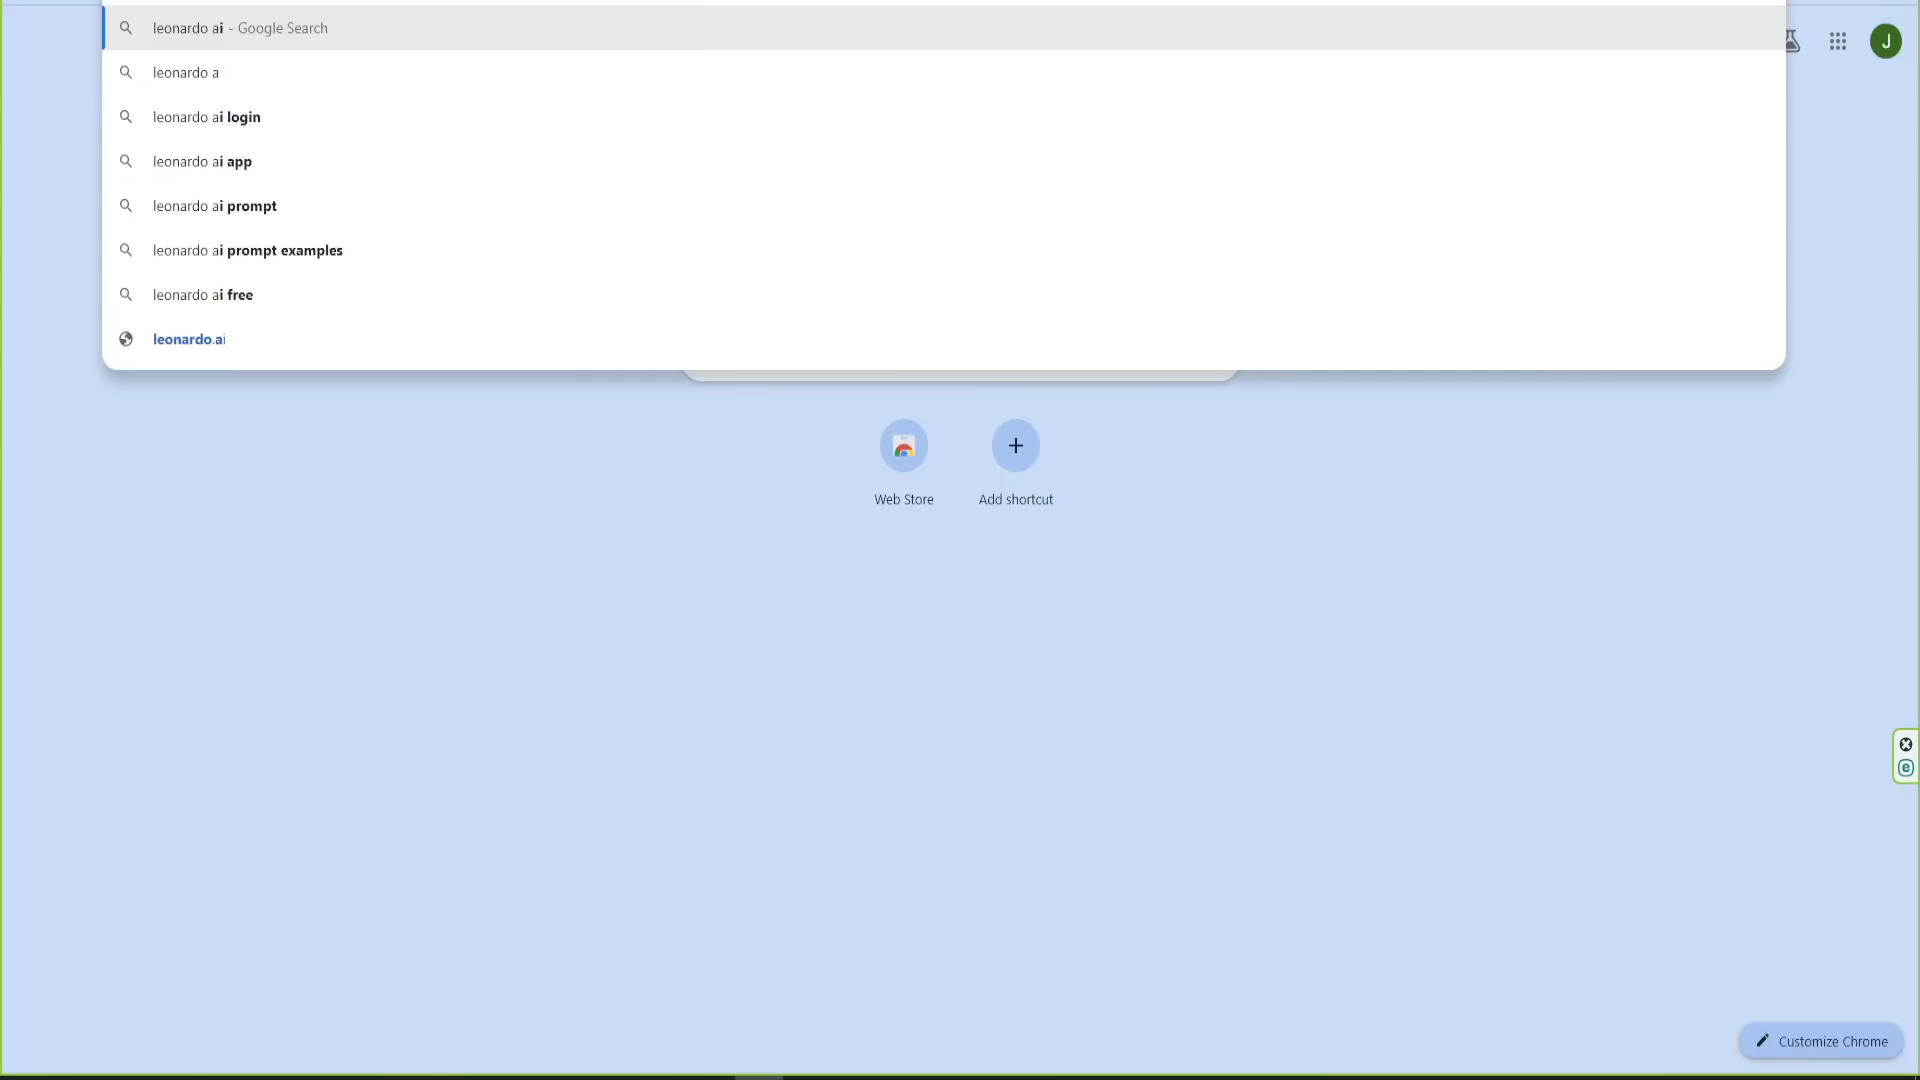 leonardo ai - Google Search
J
leonardo a
leonardo ai login
leonardo ai app
leonardo ai prompt
leonardo ai prompt examples
leonardo ai free
leonardo.ai
Web Store
Add shortcut
e
Customize Chrome